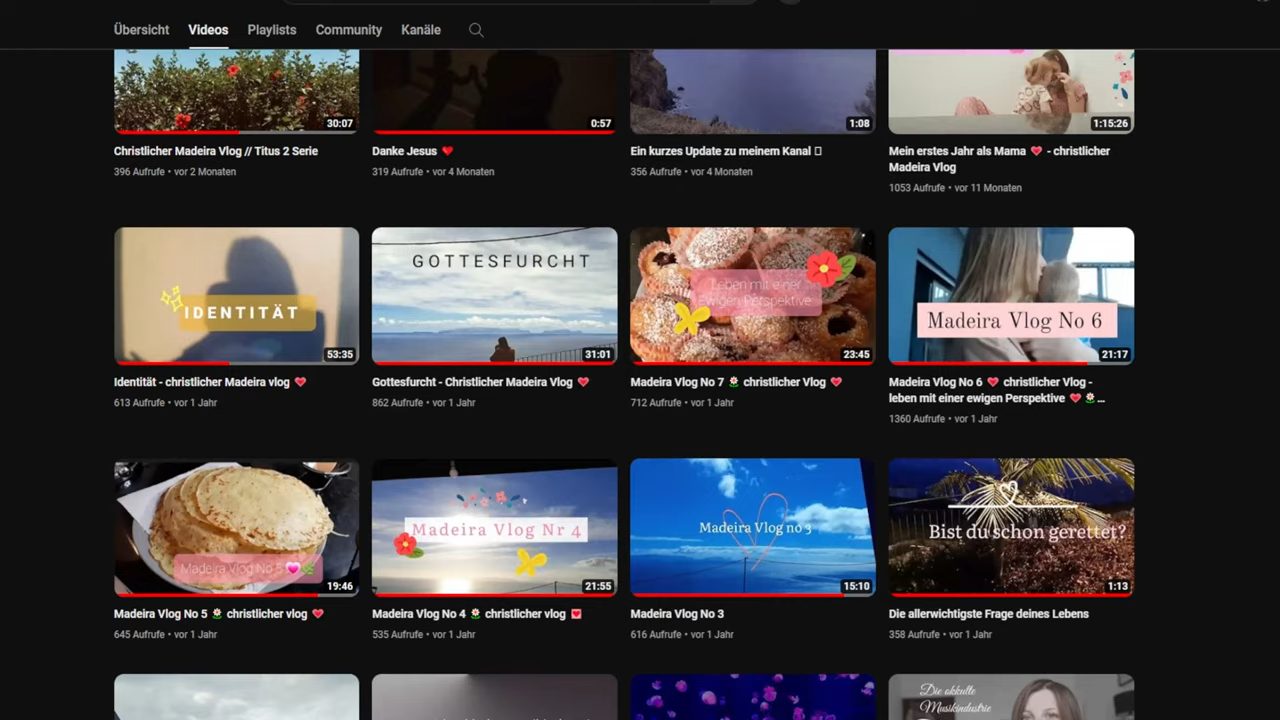 Übersicht
Videos
Playlists
Community
Kanäle
30:07
0:57
1:08
1:15:26
Christlicher Madeira Vlog // Titus 2 Serie
396 Aufrufe • vor 2 Monaten
Danke Jesus ❤️
319 Aufrufe • vor 4 Monaten
Ein kurzes Update zu meinem Kanal
356 Aufrufe • vor 4 Monaten
Mein erstes Jahr als Mama ❤️ - christlicher
Madeira Vlog
1053 Aufrufe • vor 11 Monaten
IDENTITÄT
53:35
GOTTESFURCHT
31:01
Leben mit einer
Ewigen Perspektive
23:45
Madeira Vlog No 6
21:17
Identität - christlicher Madeira vlog ❤️
613 Aufrufe • vor 1 Jahr
Gottesfurcht - Christlicher Madeira Vlog ❤️
862 Aufrufe • vor 1 Jahr
Madeira Vlog No 7 🌼 christlicher Vlog ❤️
712 Aufrufe • vor 1 Jahr
Madeira Vlog No 6 ❤️ christlicher Vlog -
leben mit einer ewigen Perspektive ❤️ 🌼...
1360 Aufrufe • vor 1 Jahr
Madeira Vlog No 5
19:46
Madeira Vlog Nr 4
21:55
Madeira Vlog no 3
15:10
Bist du schon gerettet?
1:13
Madeira Vlog No 5 🌼 christlicher vlog ❤️
645 Aufrufe • vor 1 Jahr
Madeira Vlog No 4 🌼 christlicher vlog 💌
535 Aufrufe • vor 1 Jahr
Madeira Vlog No 3
616 Aufrufe • vor 1 Jahr
Die allerwichtigste Frage deines Lebens
358 Aufrufe • vor 1 Jahr
Die okkulte
Musikindustrie